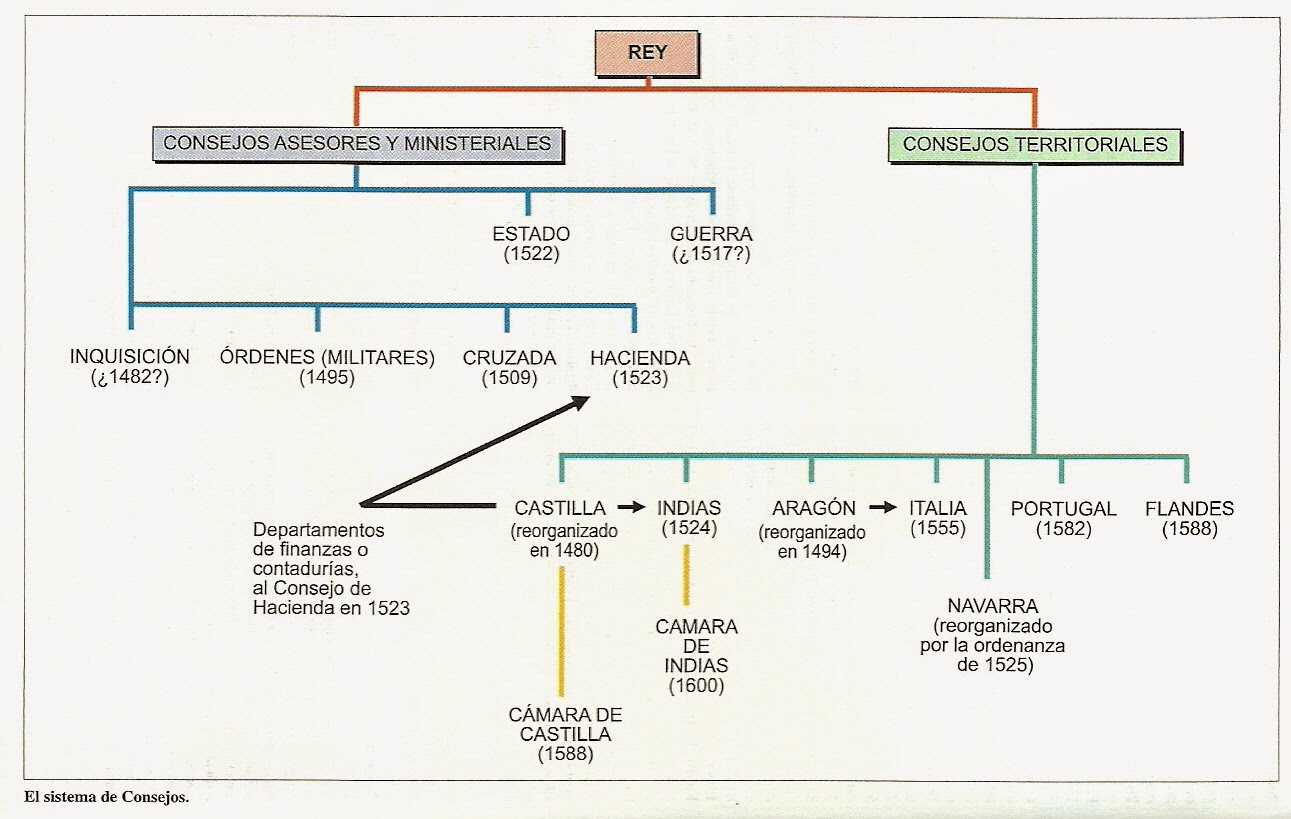 REY
CONSEJOS ASESORES Y MINISTERIALES
CONSEJOS TERRITORIALES
ESTADO
(1522)
GUERRA
(¿1517?)
INQUISICIÓN
(¿1482?)
ÓRDENES (MILITARES)
(1495)
CRUZADA
(1509)
HACIENDA
(1523)
Departamentos
de finanzas o
contadurías,
al Consejo de
Hacienda en 1523
CASTILLA
(reorganizado
en 1480)
INDIAS
(1524)
ARAGÓN
(reorganizado
en 1494)
ITALIA
(1555)
PORTUGAL
(1582)
FLANDES
(1588)
NAVARRA
(reorganizado
por la ordenanza
de 1525)
CAMARA
DE
INDIAS
(1600)
CÁMARA DE
CASTILLA
(1588)
El sistema de Consejos.